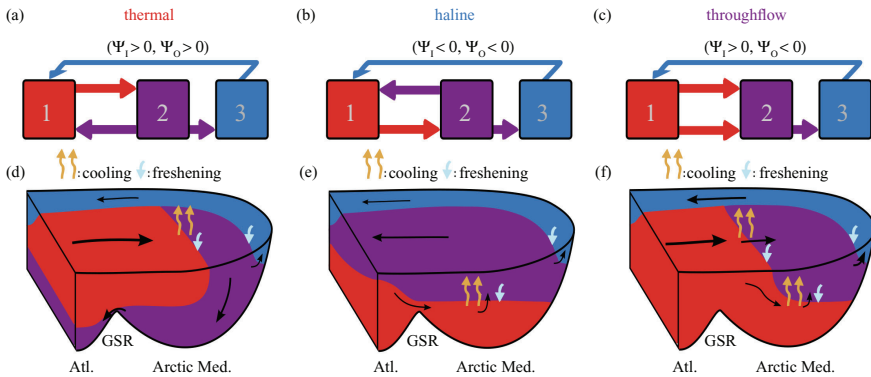 (a) thermal (b) haline (c) throughflow
(Ψ_I > 0, Ψ_O > 0) (Ψ_I < 0, Ψ_O < 0) (Ψ_I > 0, Ψ_O < 0)
1 2 3 1 2 3 1 2 3
(d) :cooling :freshening (e) :cooling :freshening (f) :cooling :freshening
GSR GSR GSR
Atl. Arctic Med. Atl. Arctic Med. Atl. Arctic Med.